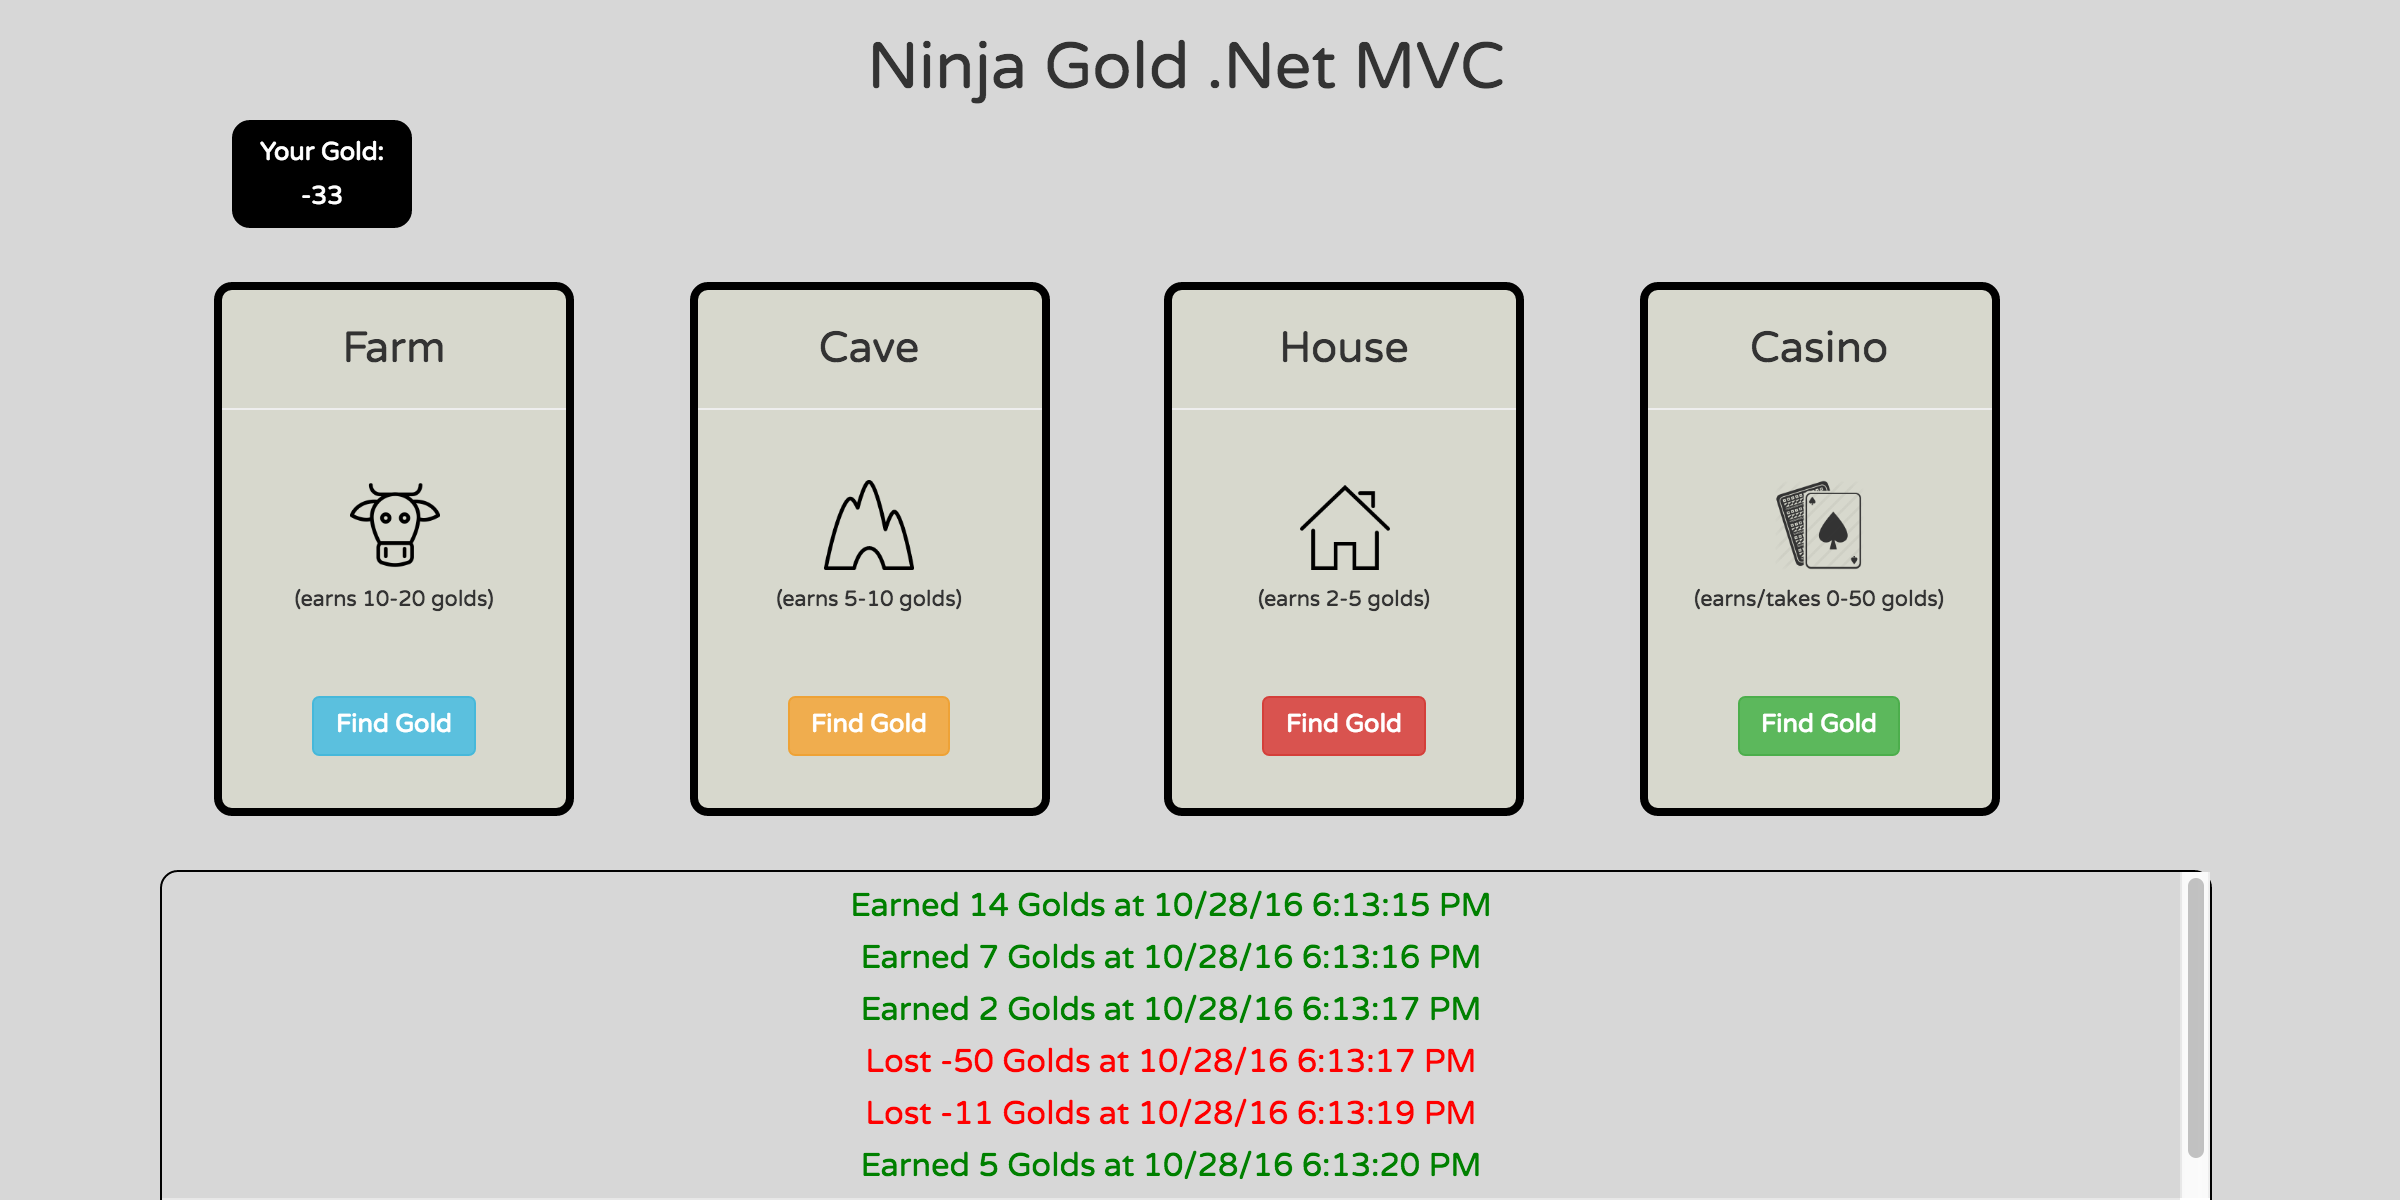 Ninja Gold .Net MVC
Your Gold:
-33
Farm
(earns 10-20 golds)
Find Gold
Cave
(earns 5-10 golds)
Find Gold
House
(earns 2-5 golds)
Find Gold
Casino
(earns/takes 0-50 golds)
Find Gold
Earned 14 Golds at 10/28/16 6:13:15 PM
Earned 7 Golds at 10/28/16 6:13:16 PM
Earned 2 Golds at 10/28/16 6:13:17 PM
Lost -50 Golds at 10/28/16 6:13:17 PM
Lost -11 Golds at 10/28/16 6:13:19 PM
Earned 5 Golds at 10/28/16 6:13:20 PM